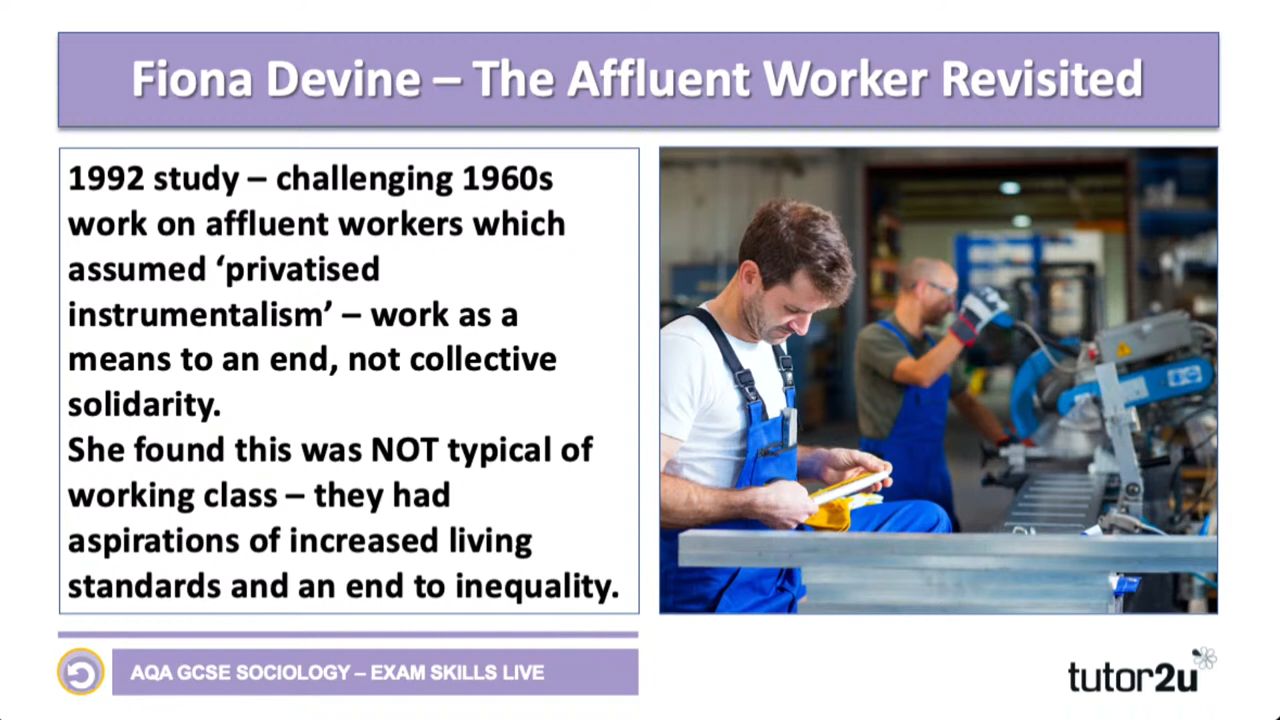 Fiona Devine – The Affluent Worker Revisited
1992 study – challenging 1960s
work on affluent workers which
assumed ‘privatised
instrumentalism’ – work as a
means to an end, not collective
solidarity.
She found this was NOT typical of
working class – they had
aspirations of increased living
standards and an end to inequality.
AQA GCSE SOCIOLOGY – EXAM SKILLS LIVE
tutor2u